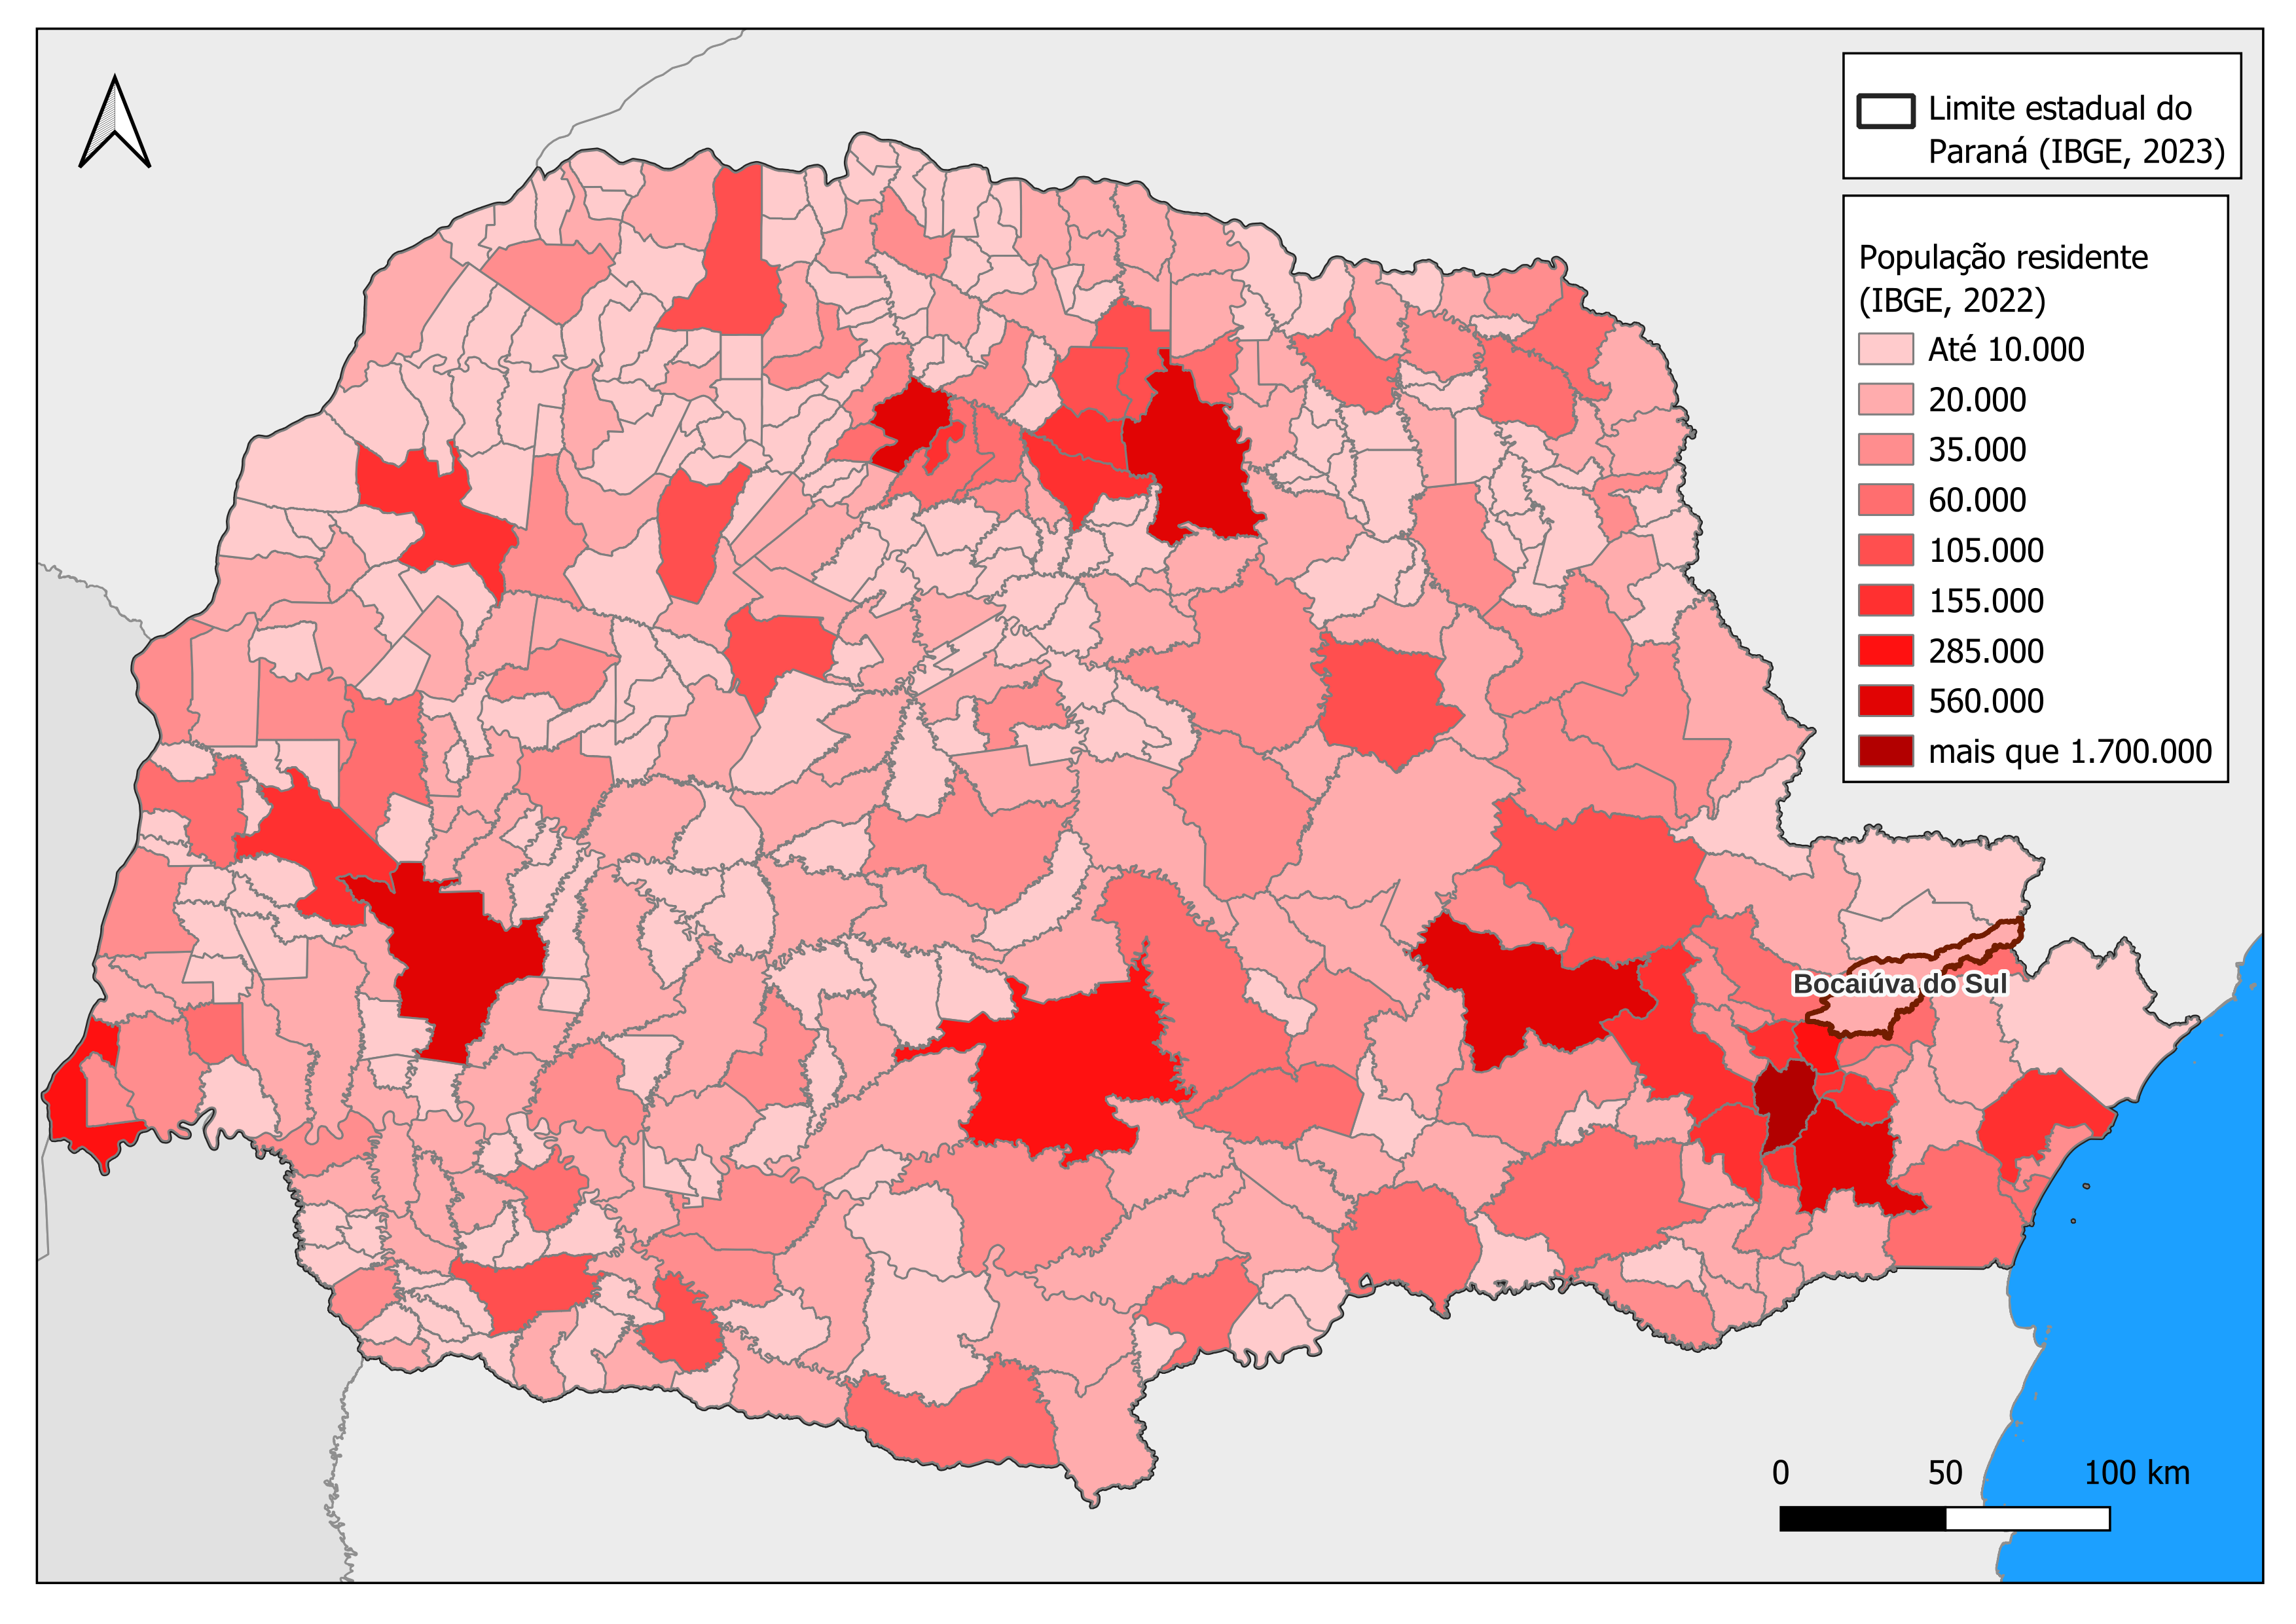 Limite estadual do
Paraná (IBGE, 2023)
População residente
(IBGE, 2022)
Até 10.000
20.000
35.000
60.000
105.000
155.000
285.000
560.000
mais que 1.700.000
Bocaiúva do Sul
0 50 100 km